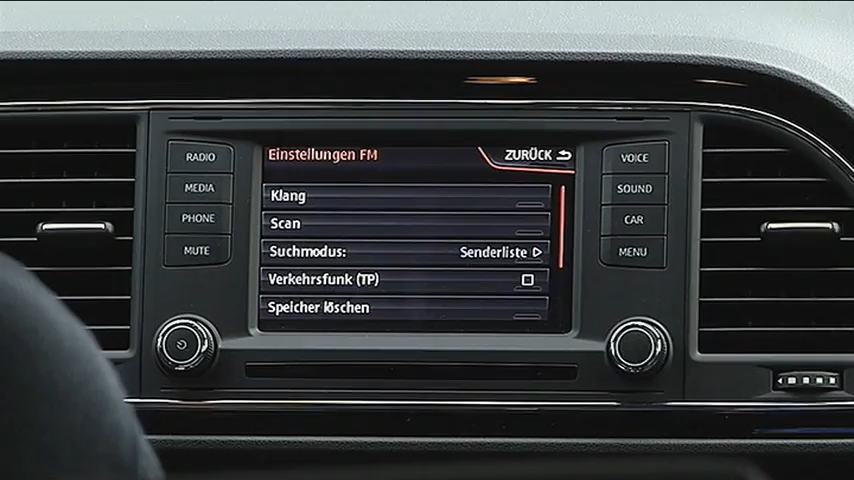 Einstellungen FM ZURÜCK
RADIO
MEDIA
PHONE
MUTE
Klang
Scan
Suchmodus: Senderliste
Verkehrsfunk (TP)
Speicher löschen
VOICE
SOUND
CAR
MENU